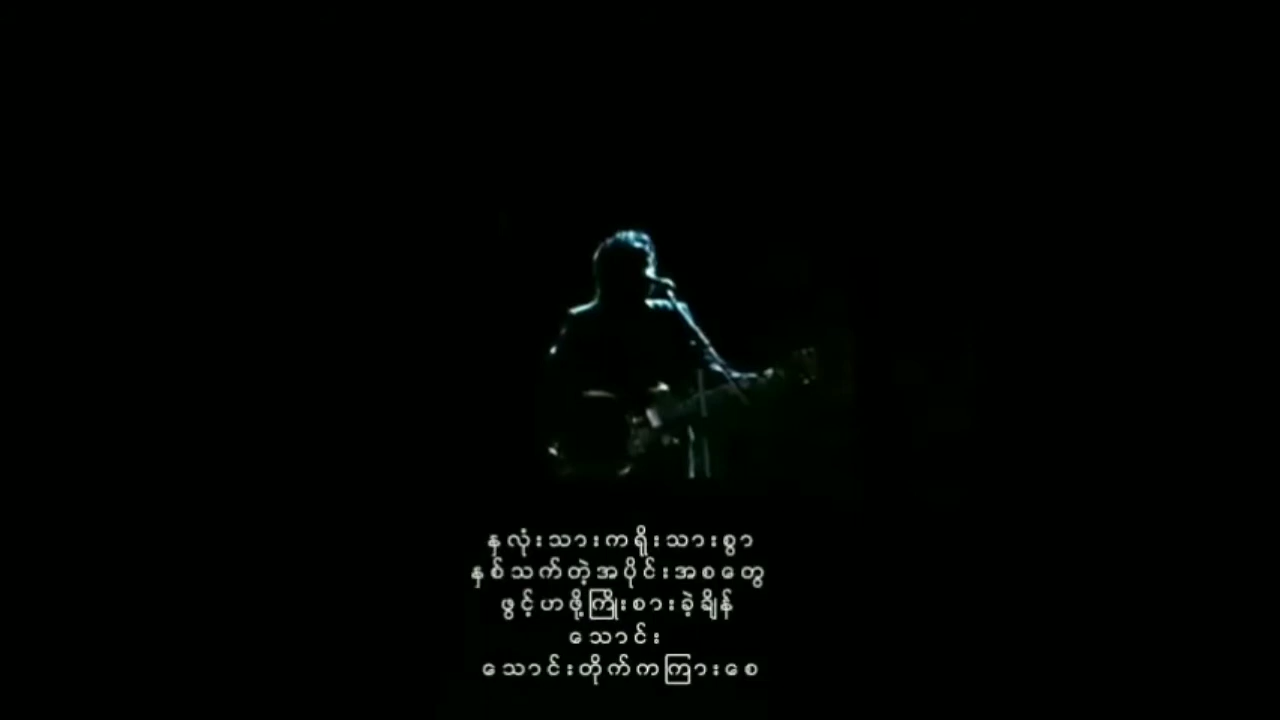 နှလုံးသားကရိုးသားစွာ
နှစ်သက်တဲ့အပိုင်းအစတွေ
ဖွင့်ဟဖို့ကြိုးစားခဲ့ချိန်
သောင်း
သောင်းတိုက်ကကြားစေ